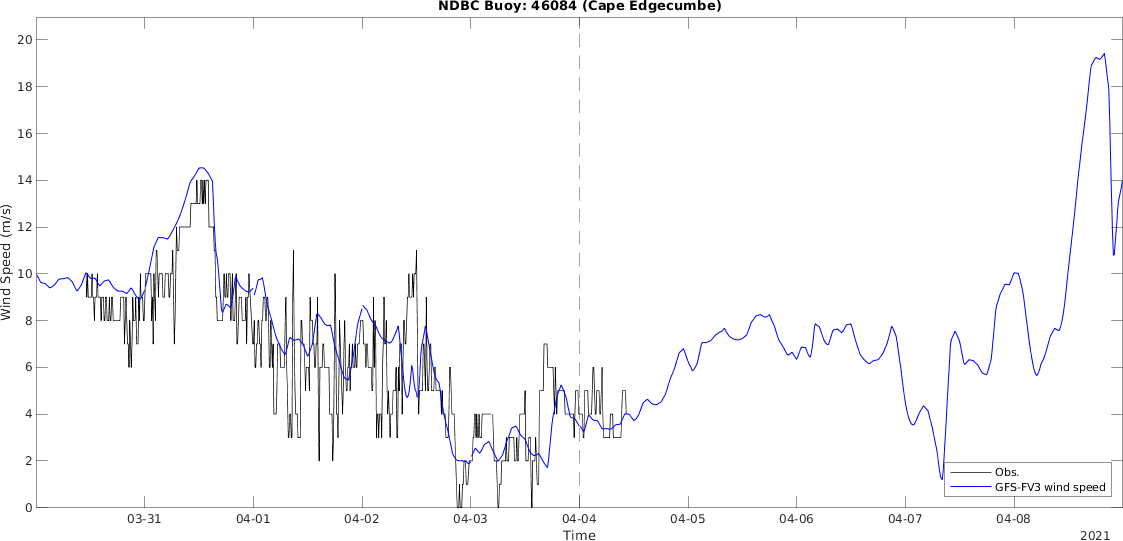 NDBC Buoy: 46084 (Cape Edgecumbe)
20
18
16
14
12
10
8
6
4
2
0
Wind Speed (m/s)
Obs.
GFS-FV3 wind speed
03-31 04-01 04-02 04-03 04-04 04-05 04-06 04-07 04-08
Time
2021